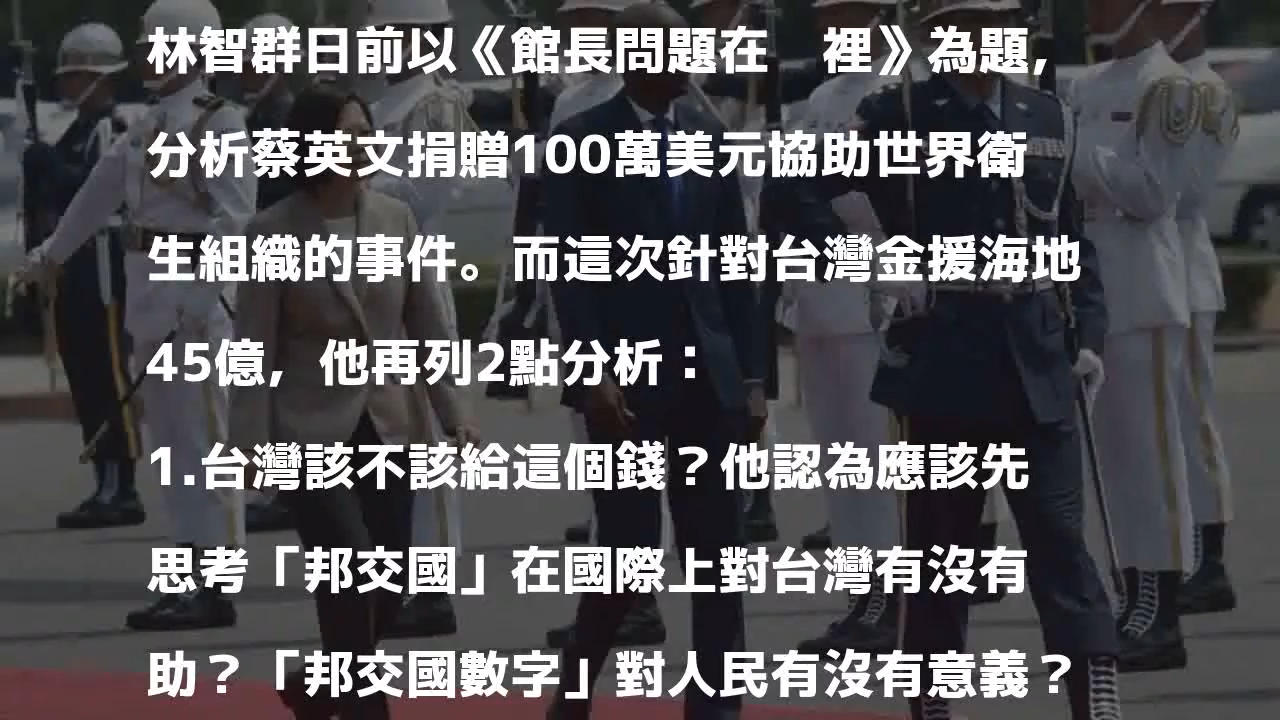 林智群日前以《館長問題在 裡》為題,
分析蔡英文捐贈100萬美元協助世界衛
生組織的事件。而這次針對台灣金援海地
45億,他再列2點分析：
1.台灣該不該給這個錢？他認為應該先
思考「邦交國」在國際上對台灣有沒有
助？「邦交國數字」對人民有沒有意義？